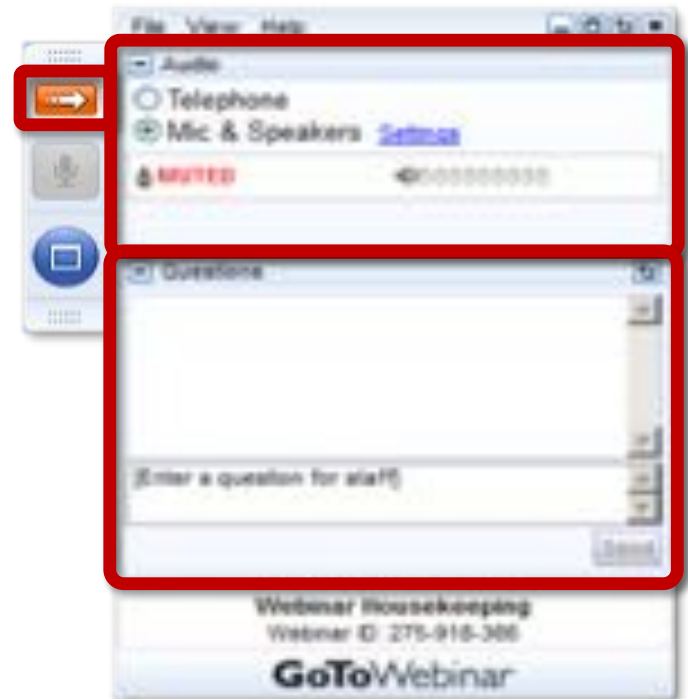 File View Help
Audio
Telephone
Mic & Speakers Settings
MUTED
Questions
[Enter a question for staff]
Send
Webinar Housekeeping
Webinar ID: 275-918-366
GoToWebinar